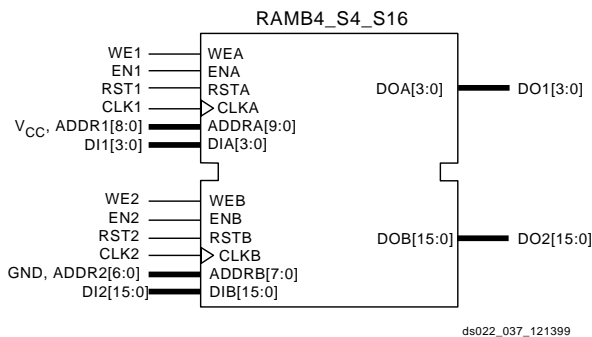 RAMB4_S4_S16
WE1 WEA
EN1 ENA
RST1 RSTA DOA[3:0] DO1[3:0]
CLK1 CLKA
VCC, ADDR1[8:0] ADDRA[9:0]
DI1[3:0] DIA[3:0]
WE2 WEB
EN2 ENB
RST2 RSTB DOB[15:0] DO2[15:0]
CLK2 CLKB
GND, ADDR2[6:0] ADDRB[7:0]
DI2[15:0] DIB[15:0]
ds022_037_121399